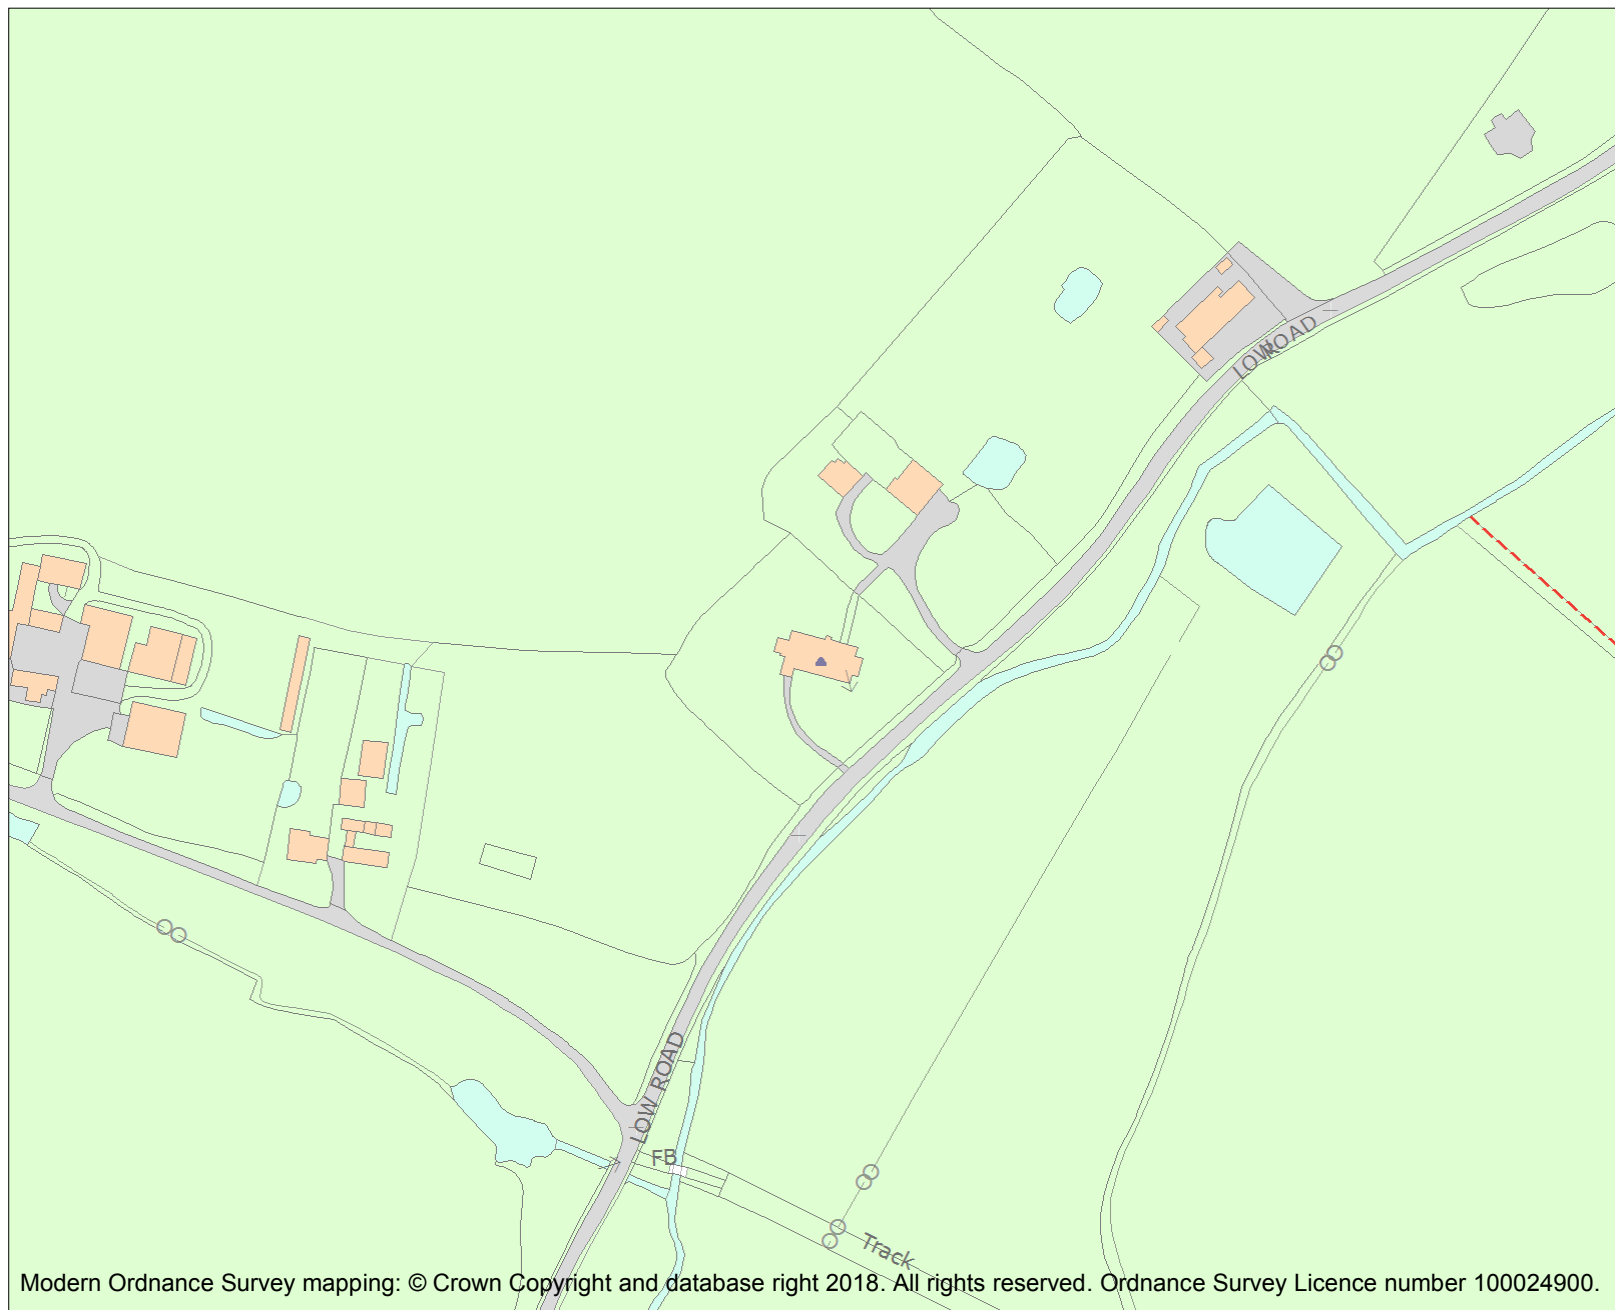 LOW ROAD
LOW ROAD
FB
Track
Modern Ordnance Survey mapping: © Crown Copyright and database right 2018. All rights reserved. Ordnance Survey Licence number 100024900.